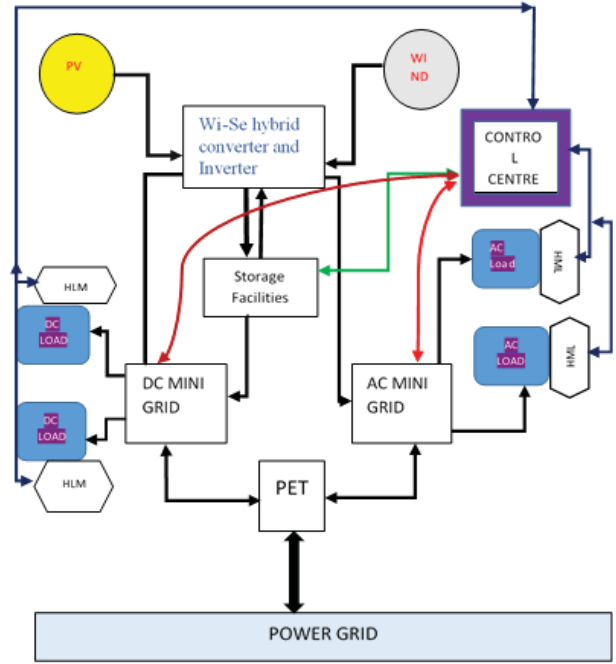 PV
WI
ND
Wi-Se hybrid
converter and
Inverter
CONTRO
L
CENTRE
AC
Load
HML
Storage
Facilities
HLM
DC
LOAD
AC
LOAD
HML
DC MINI
GRID
AC MINI
GRID
DC
LOAD
HLM
PET
POWER GRID